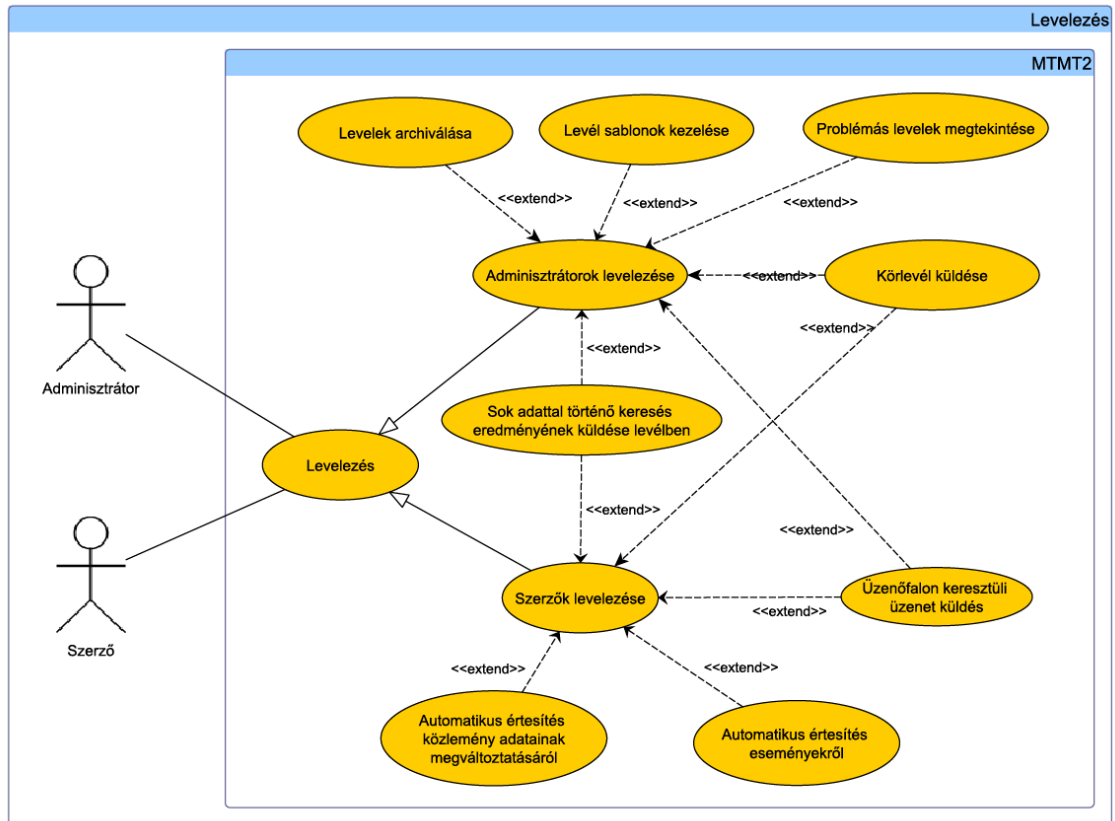 Levelezés
MTMT2
Levelek archiválása
Levél sablonok kezelése
Problémás levelek megtekintése
<<extend>>
<<extend>>
<<extend>>
Adminisztrátorok levelezése
<<extend>>
Körlevél küldése
<<extend>>
<<extend>>
Adminisztrátor
Sok adattal történő keresés
eredményének küldése levélben
Levelezés
<<extend>>
<<extend>>
Szerzők levelezése
<<extend>>
Üzenőfalon keresztüli
üzenet küldés
Szerző
<<extend>>
<<extend>>
Automatikus értesítés
közlemény adatainak
megváltoztatásáról
Automatikus értesítés
eseményekről